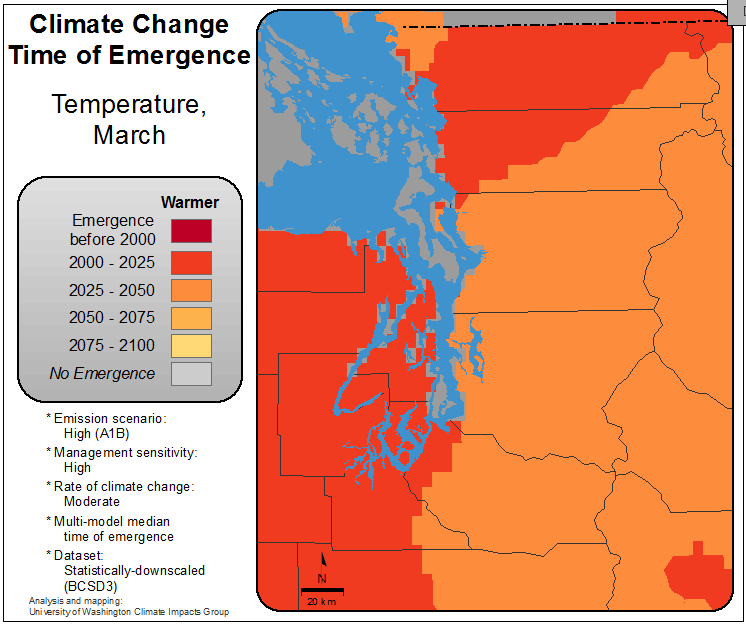 Climate Change
Time of Emergence
Temperature,
March
Warmer
Emergence
before 2000
2000 - 2025
2025 - 2050
2050 - 2075
2075 - 2100
No Emergence
* Emission scenario:
High (A1B)
* Management sensitivity:
High
* Rate of climate change:
Moderate
* Multi-model median
time of emergence
* Dataset:
Statistically-downscaled
(BCSD3)
Analysis and mapping:
University of Washington Climate Impacts Group
N
20 km